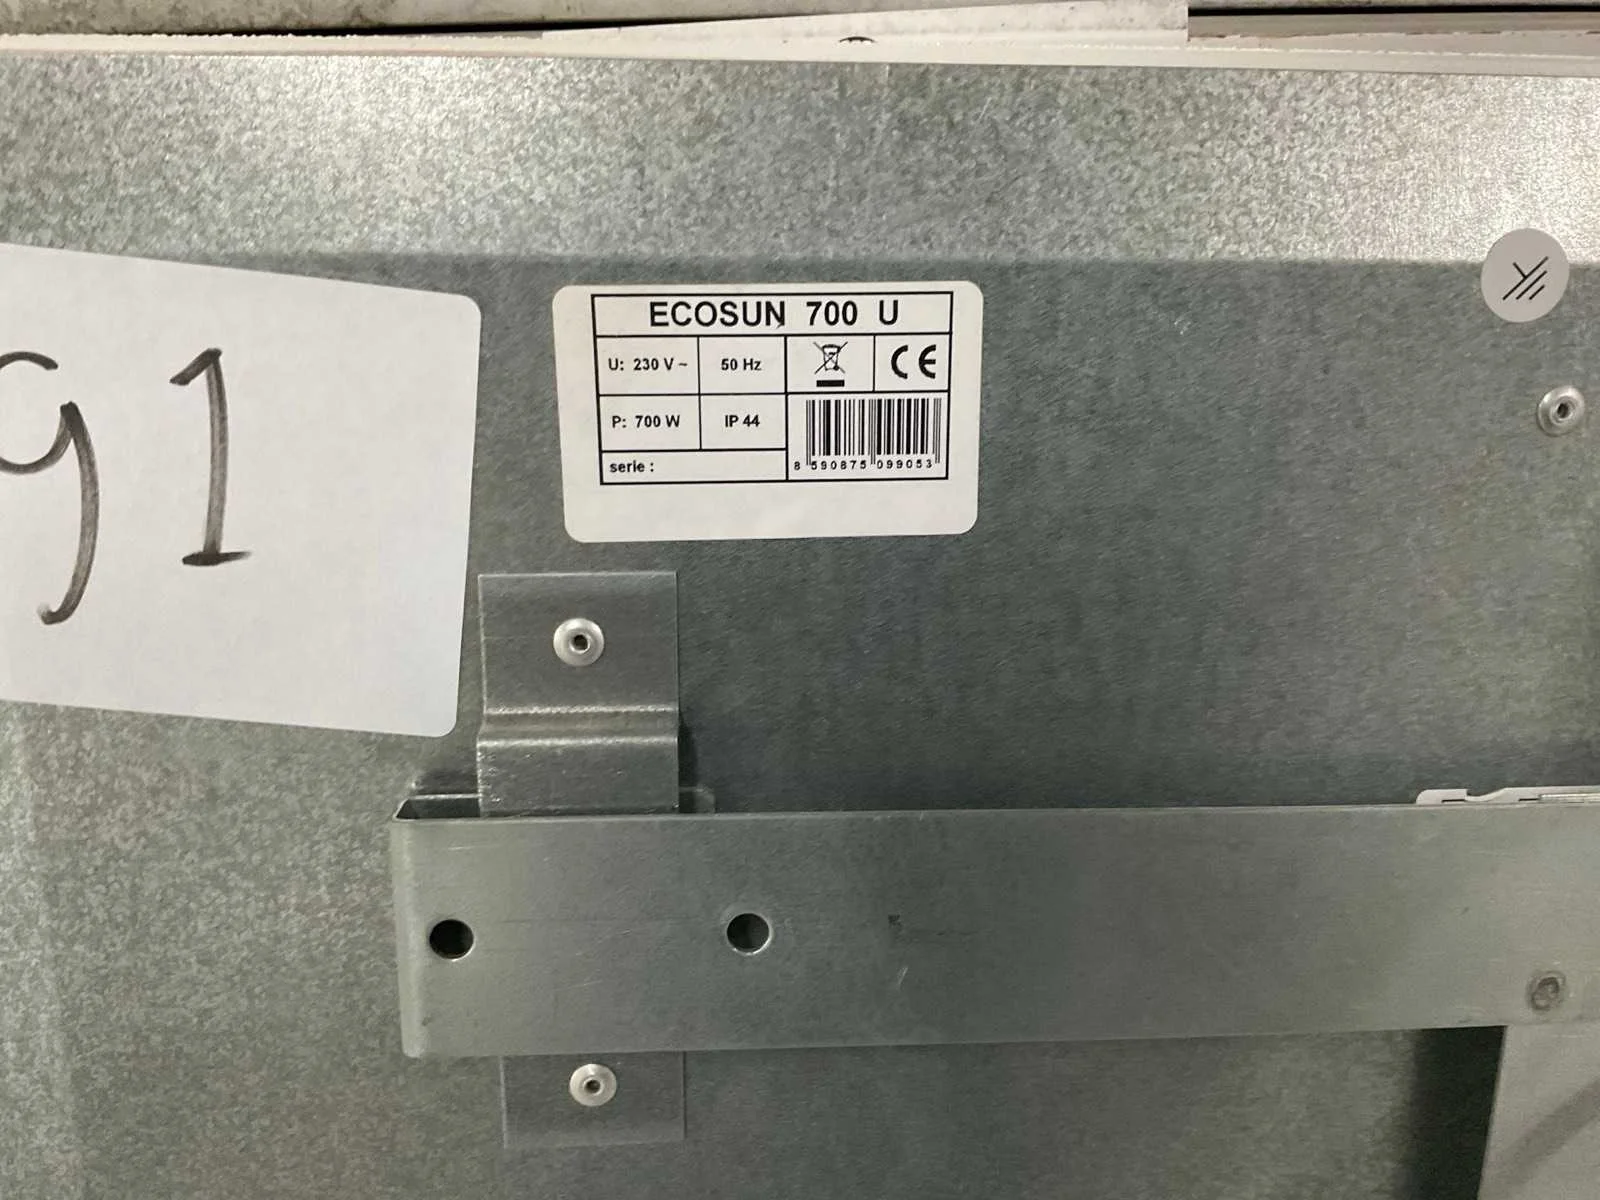 91
ECOSUN 700 U
U: 230 V ~ 50 Hz CE
P: 700 W IP 44
serie :
8 590875 099053